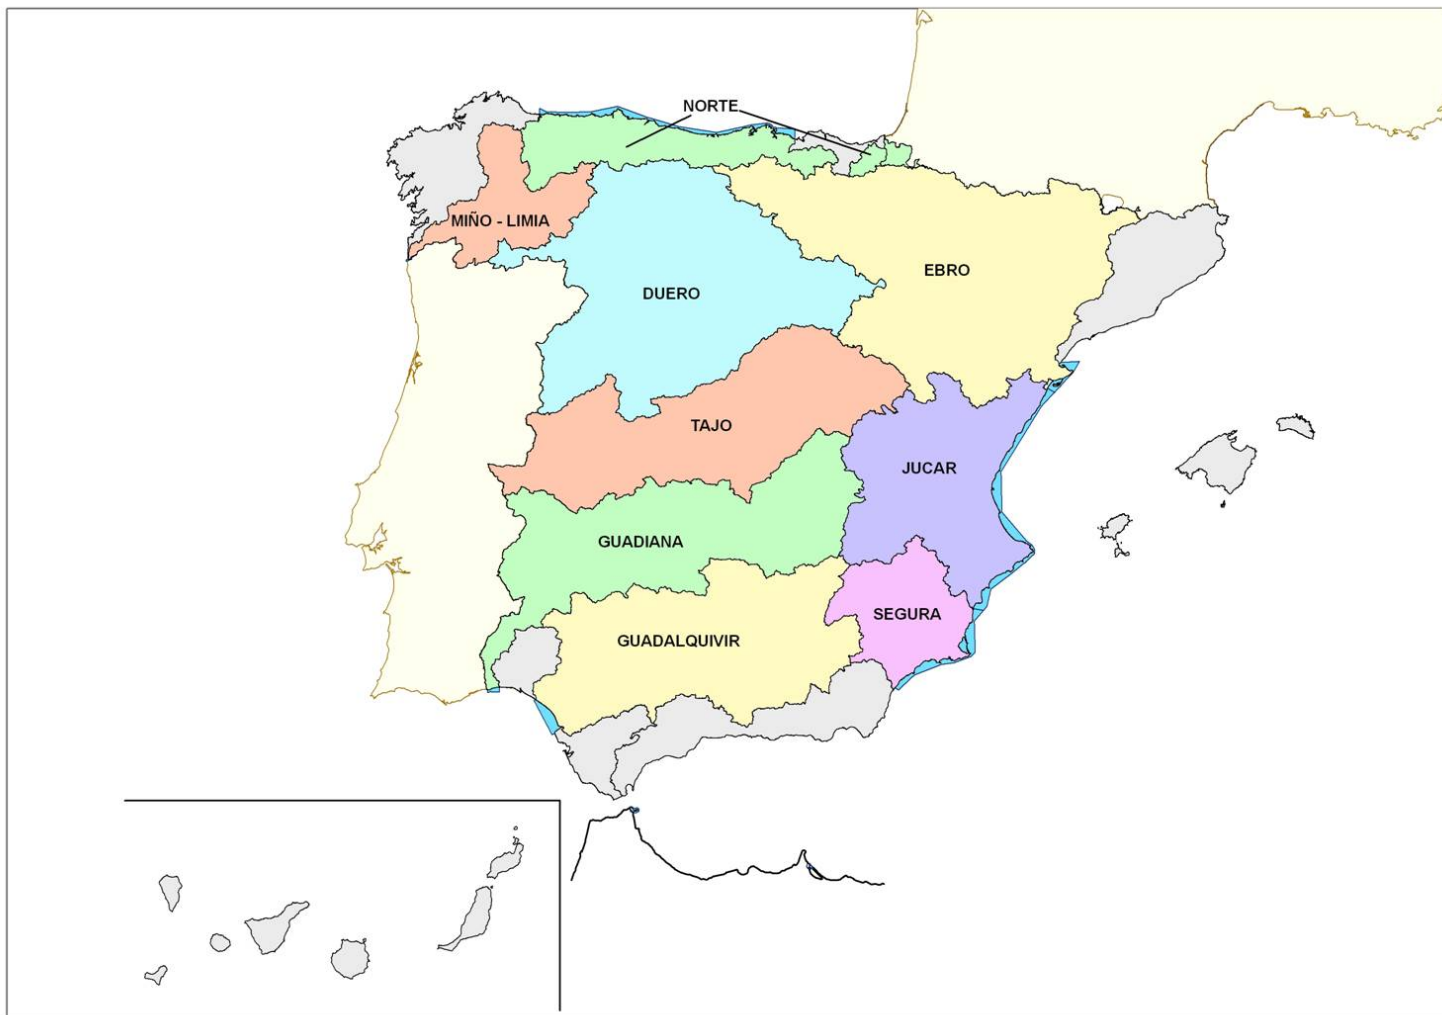 NORTE
MIÑO - LIMIA
EBRO
DUERO
TAJO
JUCAR
GUADIANA
SEGURA
GUADALQUIVIR